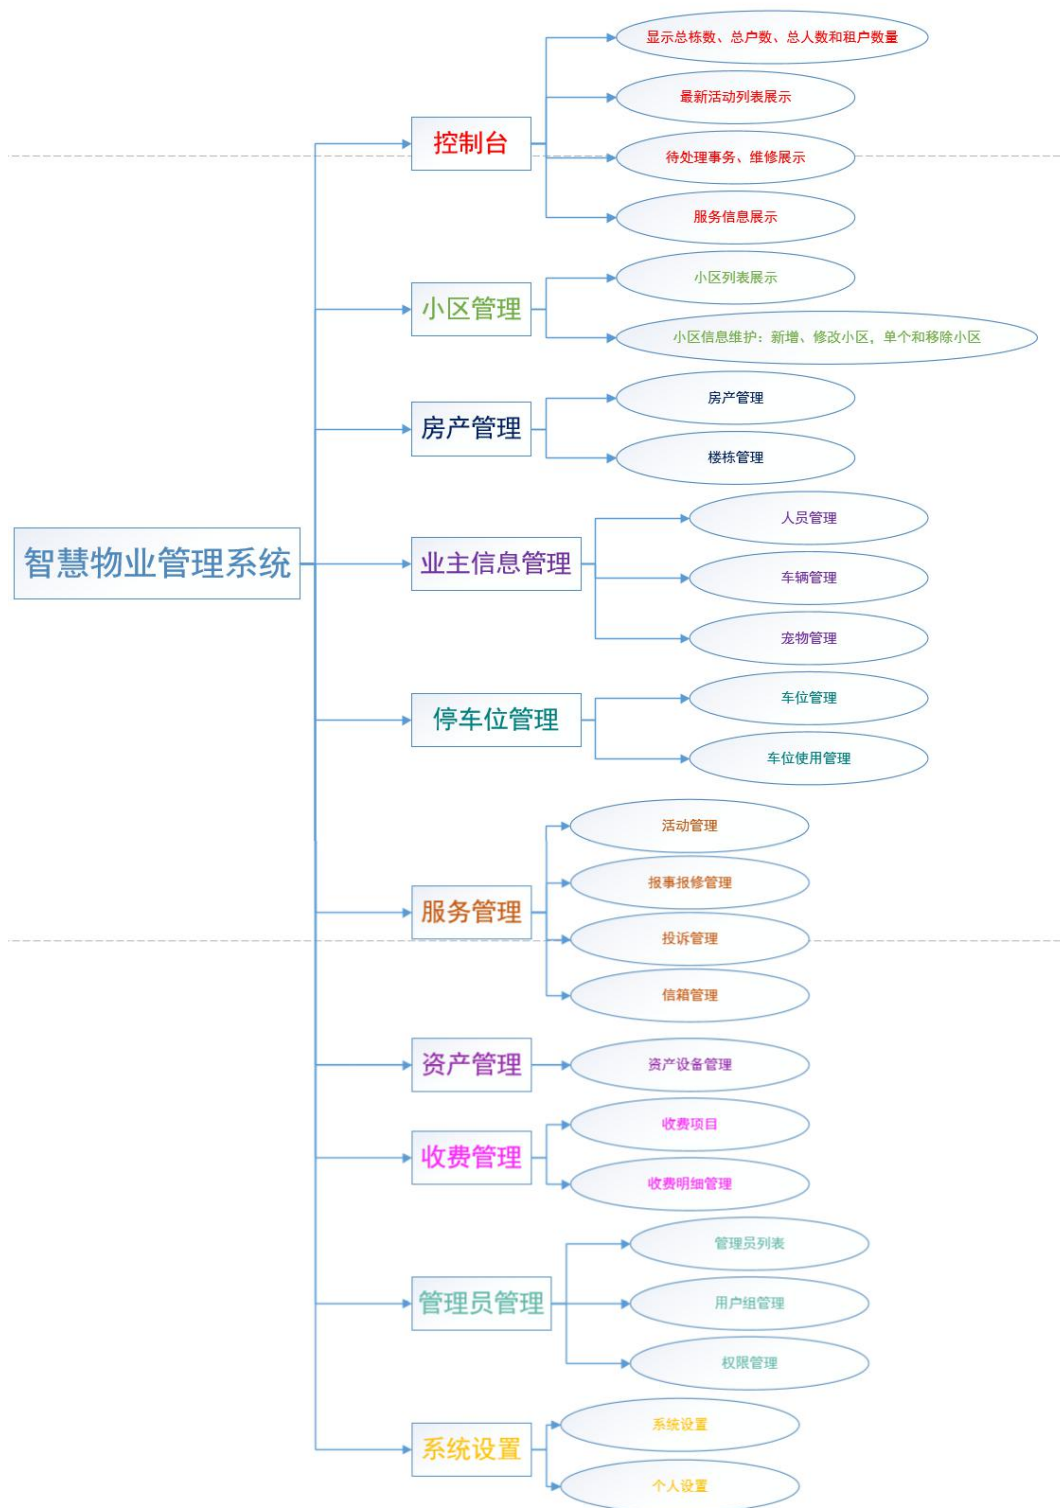 智慧物业管理系统
控制台
显示总栋数、总户数、总人数和租户数量
最新活动列表展示
待处理事务、维修展示
服务信息展示
小区管理
小区列表展示
小区信息维护：新增、修改小区，单个和移除小区
房产管理
房产管理
楼栋管理
业主信息管理
人员管理
车辆管理
宠物管理
停车位管理
车位管理
车位使用管理
服务管理
活动管理
报事报修管理
投诉管理
信箱管理
资产管理
资产设备管理
收费管理
收费项目
收费明细管理
管理员管理
管理员列表
用户组管理
权限管理
系统设置
系统设置
个人设置